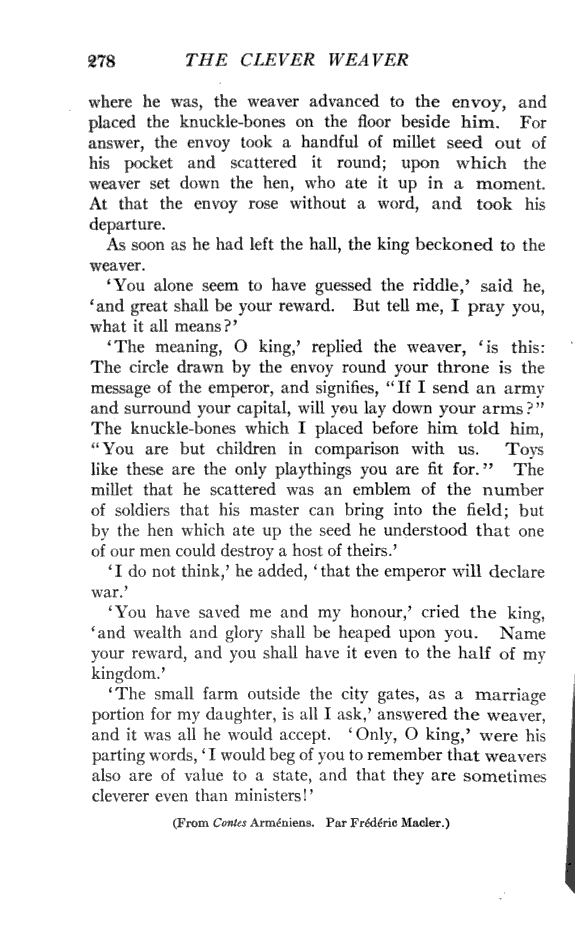 278 THE CLEVER WEAVER
where he was, the weaver advanced to the envoy, and
placed the knuckle-bones on the floor beside him. For
answer, the envoy took a handful of millet seed out of
his pocket and scattered it round; upon which the
weaver set down the hen, who ate it up in a moment.
At that the envoy rose without a word, and took his
departure.
As soon as he had left the hall, the king beckoned to the
weaver.
‘You alone seem to have guessed the riddle,’ said he,
‘and great shall be your reward. But tell me, I pray you,
what it all means?’
‘The meaning, O king,’ replied the weaver, ‘is this:
The circle drawn by the envoy round your throne is the
message of the emperor, and signifies, “If I send an army
and surround your capital, will you lay down your arms?”
The knuckle-bones which I placed before him told him,
“You are but children in comparison with us. Toys
like these are the only playthings you are fit for.” The
millet that he scattered was an emblem of the number
of soldiers that his master can bring into the field; but
by the hen which ate up the seed he understood that one
of our men could destroy a host of theirs.’
‘I do not think,’ he added, ‘that the emperor will declare
war.’
‘You have saved me and my honour,’ cried the king,
‘and wealth and glory shall be heaped upon you. Name
your reward, and you shall have it even to the half of my
kingdom.’
‘The small farm outside the city gates, as a marriage
portion for my daughter, is all I ask,’ answered the weaver,
and it was all he would accept. ‘Only, O king,’ were his
parting words, ‘I would beg of you to remember that weavers
also are of value to a state, and that they are sometimes
cleverer even than ministers!’
(From Contes Arméniens. Par Frédéric Macler.)